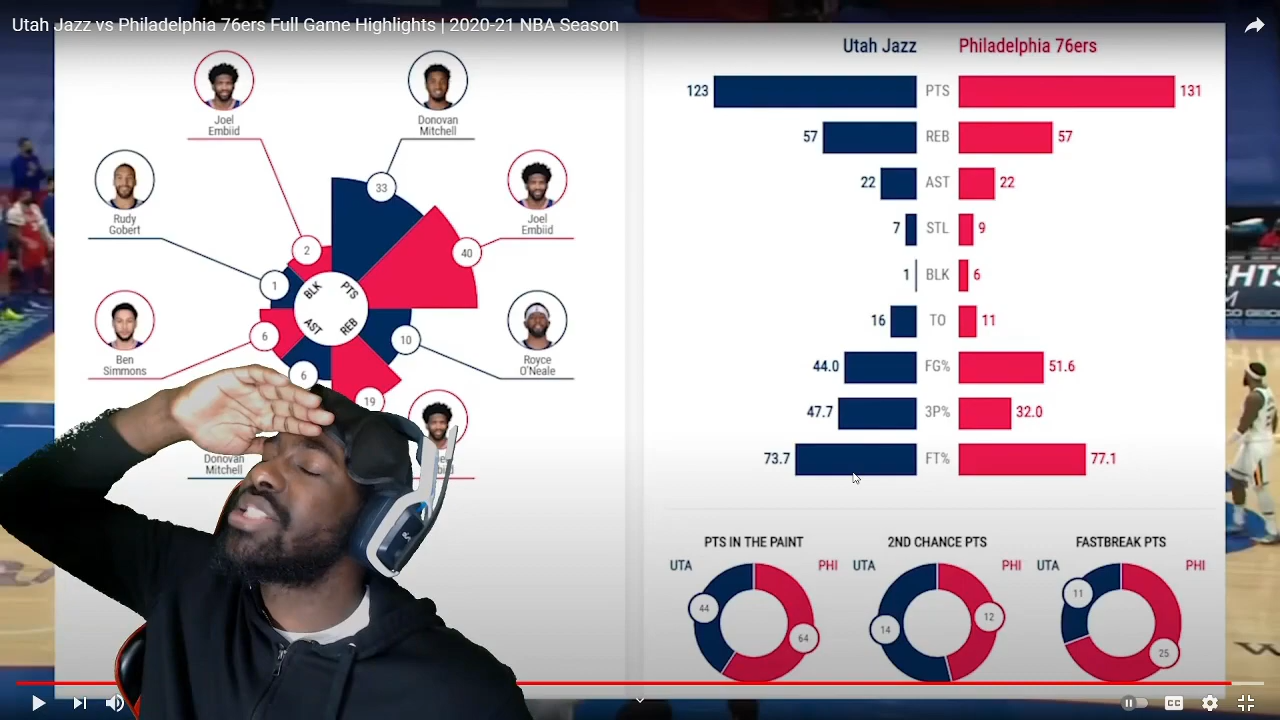 Utah Jazz vs Philadelphia 76ers Full Game Highlights | 2020-21 NBA Season
Joel
Embiid
Donovan
Mitchell
Rudy
Gobert
Joel
Embiid
33
40
2
1
BLK
PTS
AST
REB
6
10
Ben
Simmons
Royce
O'Neale
6
19
Donovan
Mitchell
Utah Jazz
Philadelphia 76ers
123 PTS 131
57 REB 57
22 AST 22
7 STL 9
1 BLK 6
16 TO 11
44.0 FG% 51.6
47.7 3P% 32.0
73.7 FT% 77.1
PTS IN THE PAINT
UTA PHI
44
64
2ND CHANCE PTS
UTA PHI
14
12
FASTBREAK PTS
UTA PHI
11
25
CC